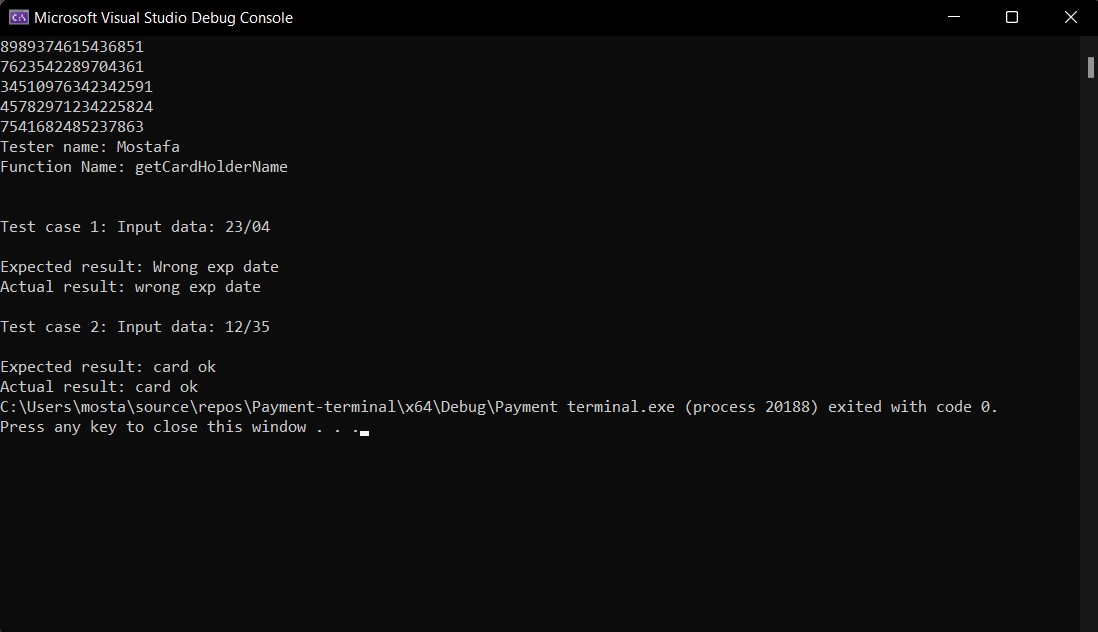 Microsoft Visual Studio Debug Console
8989374615436851
7623542289704361
34510976342342591
45782971234225824
7541682485237863
Tester name: Mostafa
Function Name: getCardHolderName
Test case 1: Input data: 23/04
Expected result: Wrong exp date
Actual result: wrong exp date
Test case 2: Input data: 12/35
Expected result: card ok
Actual result: card ok
C:\Users\mosta\source\repos\Payment-terminal\x64\Debug\Payment terminal.exe (process 20188) exited with code 0.
Press any key to close this window . . .